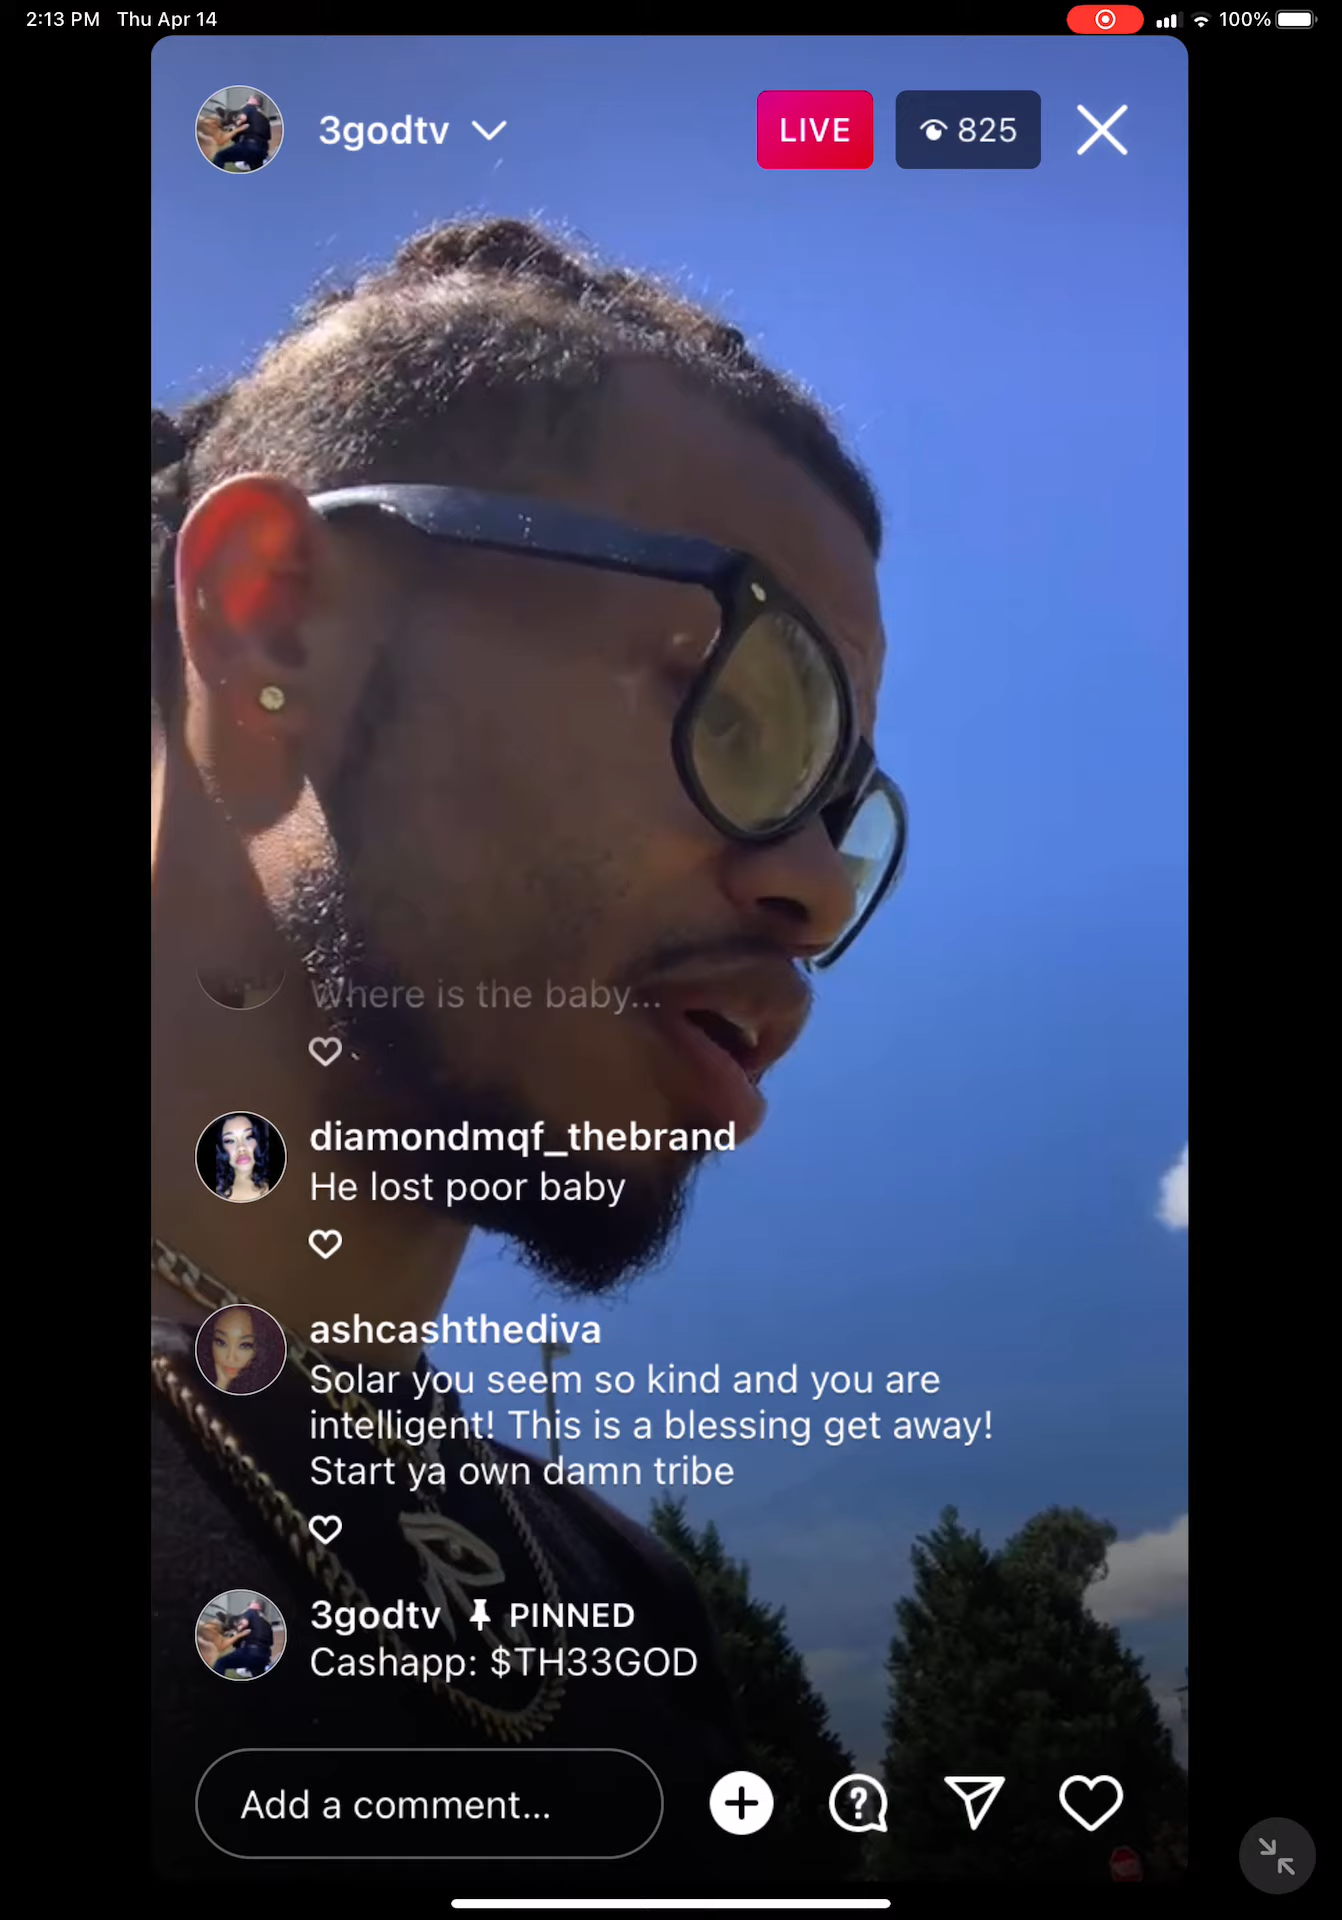 2:13 PM Thu Apr 14
100%
3godtv
LIVE
825
Where is the baby...
diamondmqf_thebrand
He lost poor baby
ashcashthediva
Solar you seem so kind and you are
intelligent! This is a blessing get away!
Start ya own damn tribe
3godtv PINNED
Cashapp: $TH33GOD
Add a comment...